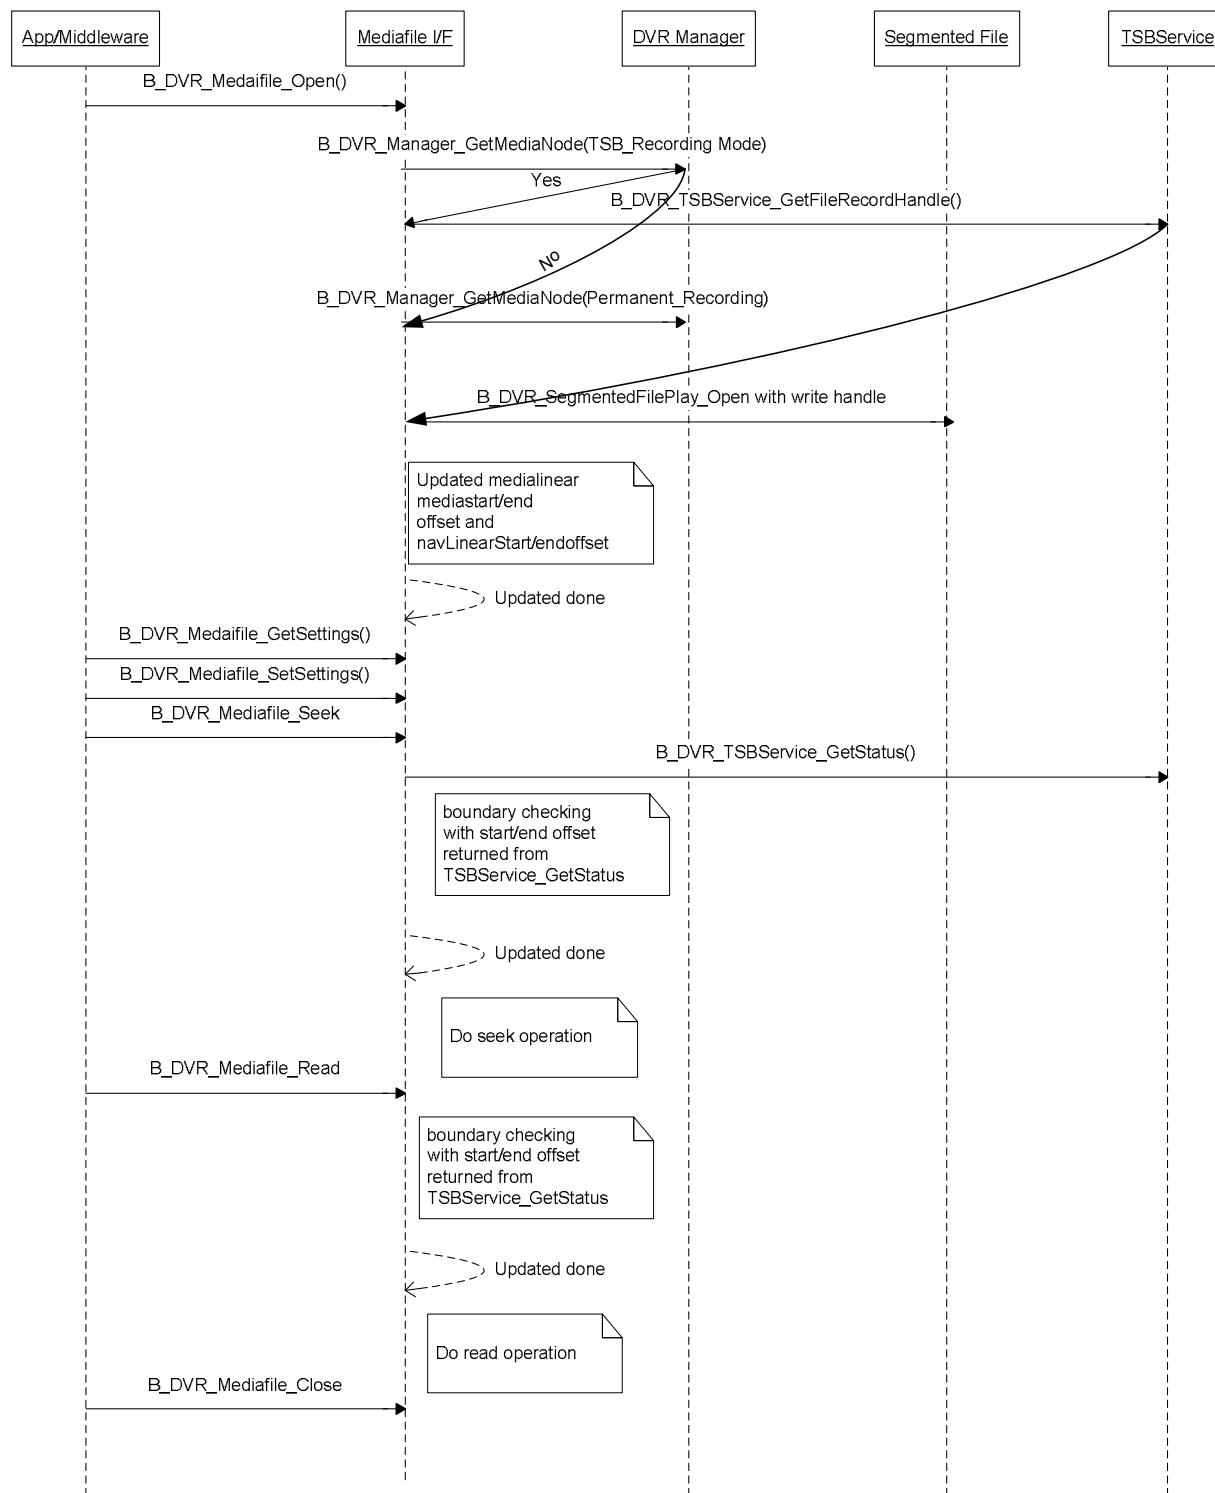 App/Middleware
Mediafile I/F
DVR Manager
Segmented File
TSBService
B_DVR_Medaifile_Open()
B_DVR_Manager_GetMediaNode(TSB_Recording Mode)
Yes
B_DVR_TSBService_GetFileRecordHandle()
No
B_DVR_Manager_GetMediaNode(Permanent_Recording)
B_DVR_SegmentedFilePlay_Open with write handle
Updated medialinear
mediastart/end
offset and
navLinearStart/endoffset
Updated done
B_DVR_Medaifile_GetSettings()
B_DVR_Mediafile_SetSettings()
B_DVR_Mediafile_Seek
B_DVR_TSBService_GetStatus()
boundary checking
with start/end offset
returned from
TSBService_GetStatus
Updated done
Do seek operation
B_DVR_Mediafile_Read
boundary checking
with start/end offset
returned from
TSBService_GetStatus
Updated done
Do read operation
B_DVR_Mediafile_Close